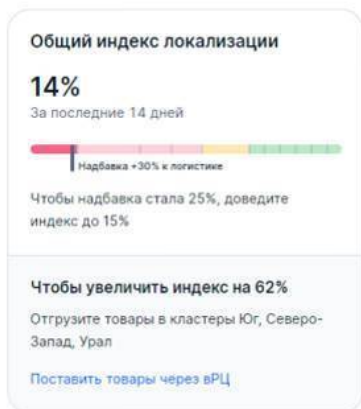 Общий индекс локализации
14%
За последние 14 дней
Надбавка +30% к логистике
Чтобы надбавка стала 25%, доведите
индекс до 15%
Чтобы увеличить индекс на 62%
Отгрузите товары в кластеры Юг, Северо-
Запад, Урал
Поставить товары через вРЦ